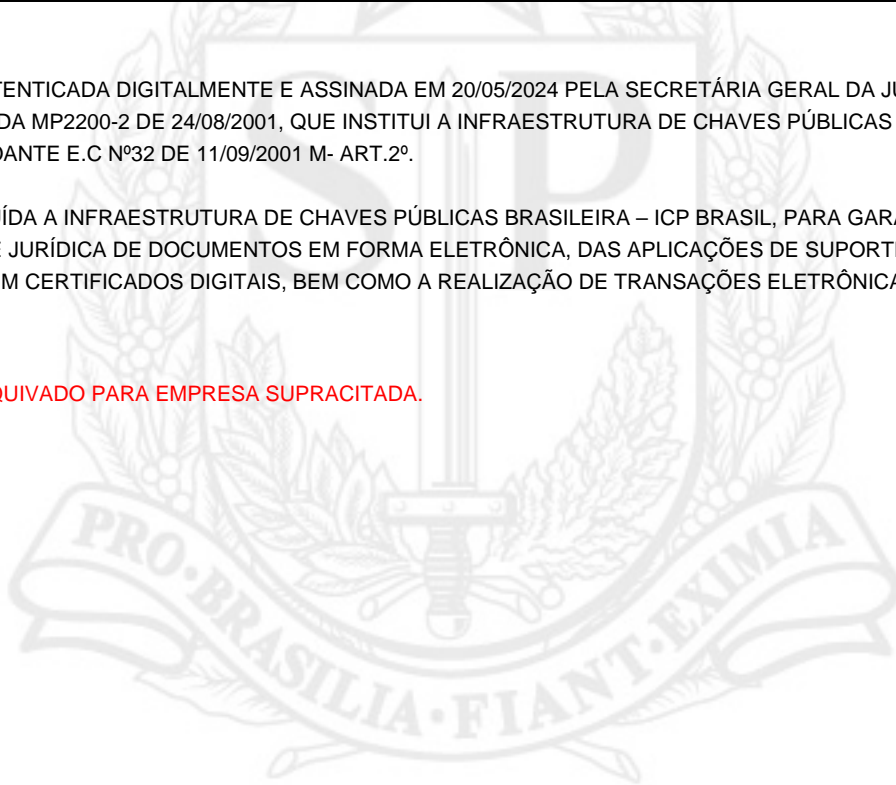 TENTICADA DIGITALMENTE E ASSINADA EM 20/05/2024 PELA SECRETÁRIA GERAL DA JU
DA MP2200-2 DE 24/08/2001, QUE INSTITUI A INFRAESTRUTURA DE CHAVES PÚBLICAS
DANTE E.C Nº32 DE 11/09/2001 M- ART.2º.
ÍDA A INFRAESTRUTURA DE CHAVES PÚBLICAS BRASILEIRA – ICP BRASIL, PARA GARA
E JURÍDICA DE DOCUMENTOS EM FORMA ELETRÔNICA, DAS APLICAÇÕES DE SUPORTE
M CERTIFICADOS DIGITAIS, BEM COMO A REALIZAÇÃO DE TRANSAÇÕES ELETRÔNICA
QUIVADO PARA EMPRESA SUPRACITADA.
SP
PRO·BRASILIA·FIANT·EXIMIA